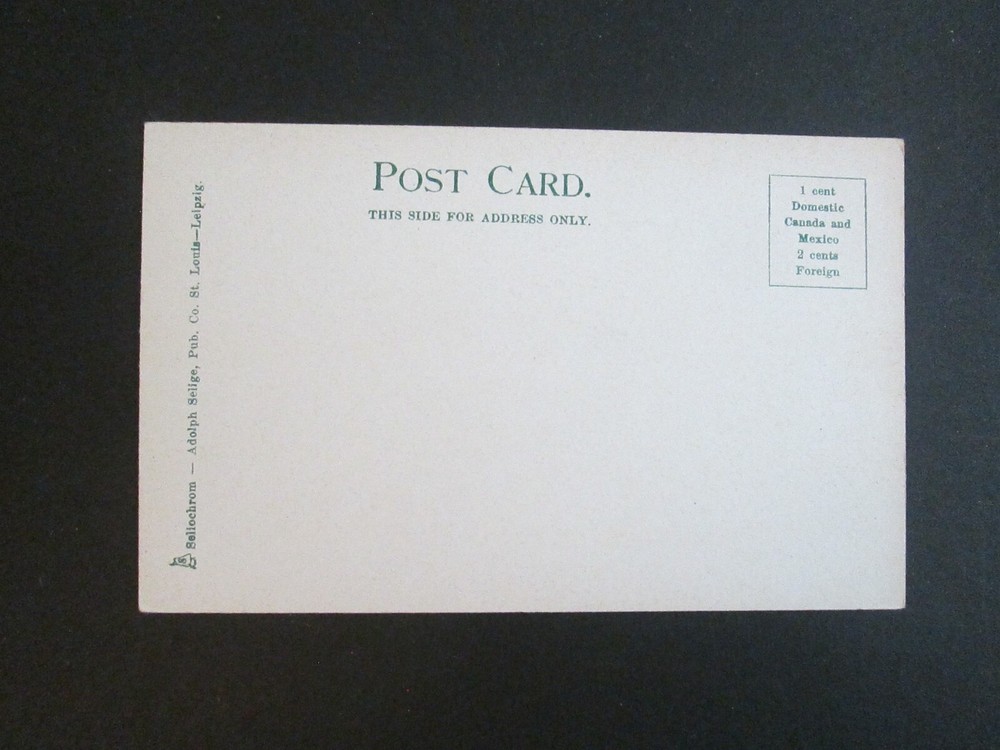 POST CARD.
THIS SIDE FOR ADDRESS ONLY.
1 cent
Domestic
Canada and
Mexico
2 cents
Foreign
Sellochrom — Adolph Selige, Pub. Co. St. Louis—Leipzig.